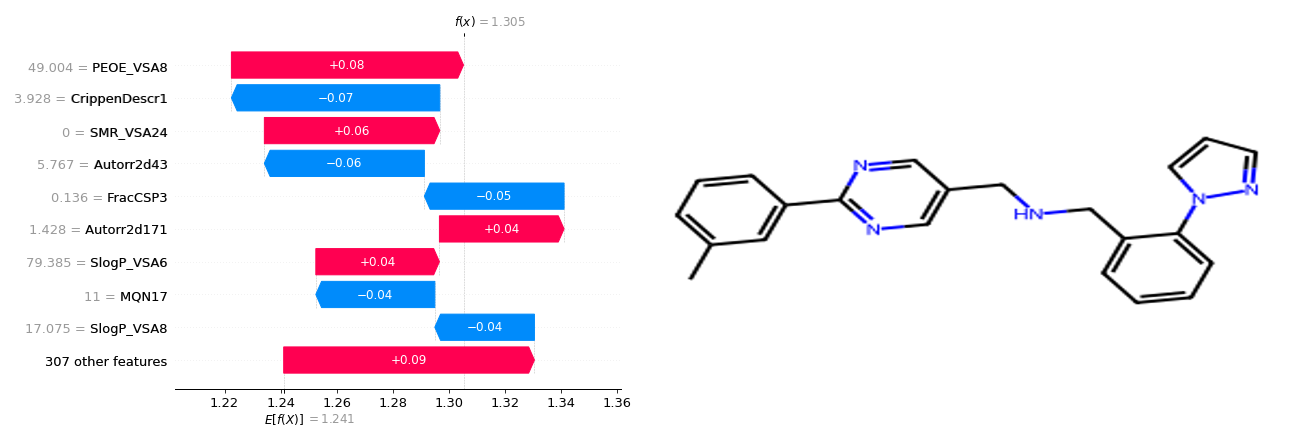 f(x) = 1.305
49.004 = PEOE_VSA8
+0.08
3.928 = CrippenDescr1
−0.07
0 = SMR_VSA24
+0.06
5.767 = Autorr2d43
−0.06
0.136 = FracCSP3
−0.05
1.428 = Autorr2d171
+0.04
79.385 = SlogP_VSA6
+0.04
11 = MQN17
−0.04
17.075 = SlogP_VSA8
−0.04
307 other features
+0.09
1.22 1.24 1.26 1.28 1.30 1.32 1.34 1.36
E[f(X)] = 1.241
N
N
HN
N
N